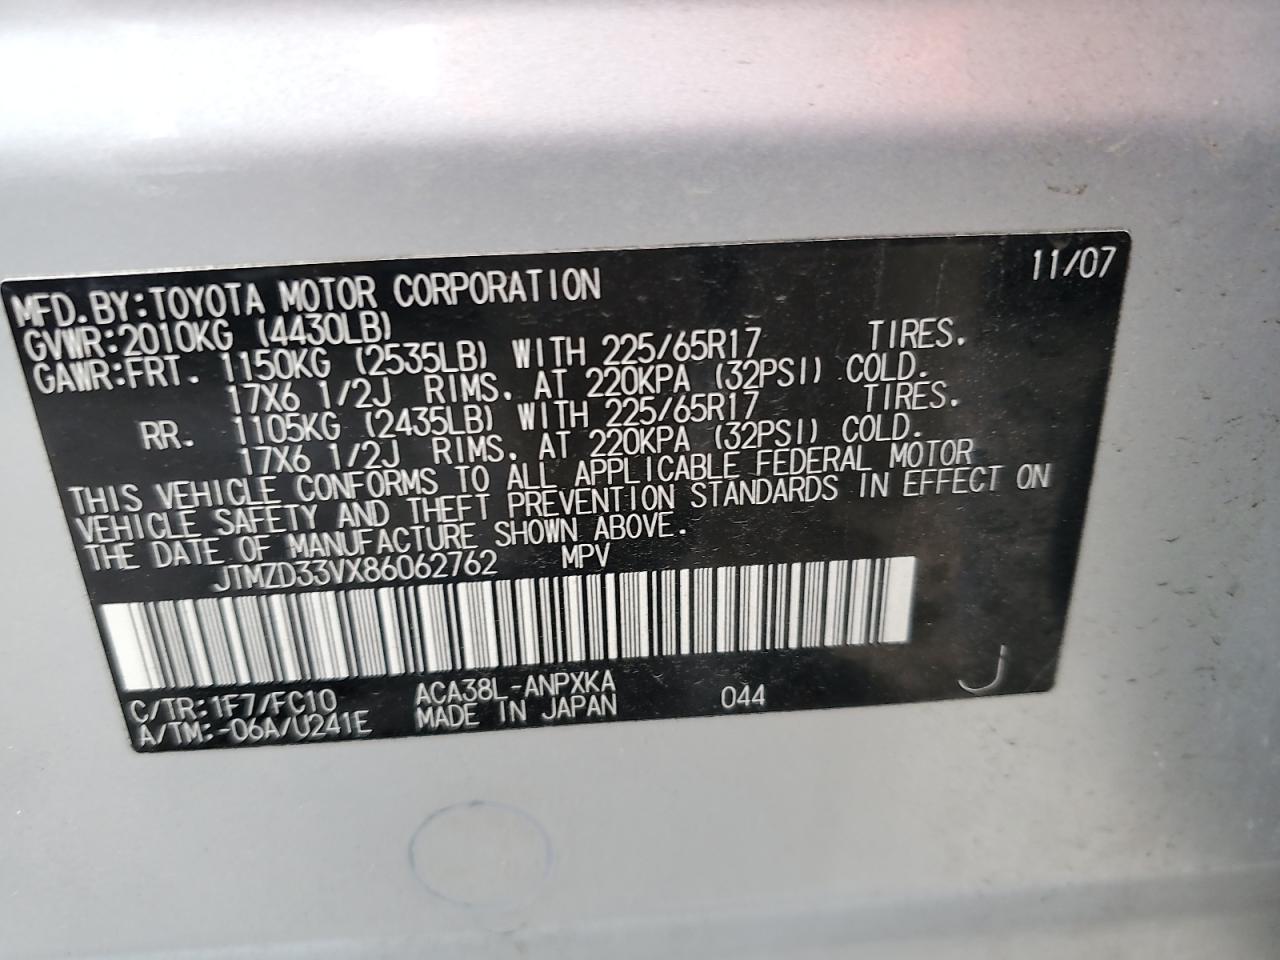 11/07
MFD.BY:TOYOTA MOTOR CORPORATION
GVWR:2010KG (4430LB)
GAWR:FRT. 1150KG (2535LB) WITH 225/65R17 TIRES.
17X6 1/2J RIMS. AT 220KPA (32PSI) COLD.
RR. 1105KG (2435LB) WITH 225/65R17 TIRES.
17X6 1/2J RIMS. AT 220KPA (32PSI) COLD.
THIS VEHICLE CONFORMS TO ALL APPLICABLE FEDERAL MOTOR
VEHICLE SAFETY AND THEFT PREVENTION STANDARDS IN EFFECT ON
THE DATE OF MANUFACTURE SHOWN ABOVE.
JTMZD33VX86062762 MPV
C/TR:1F7/FC10 ACA38L-ANPXKA 044 J
A/TM:-06A/U241E MADE IN JAPAN